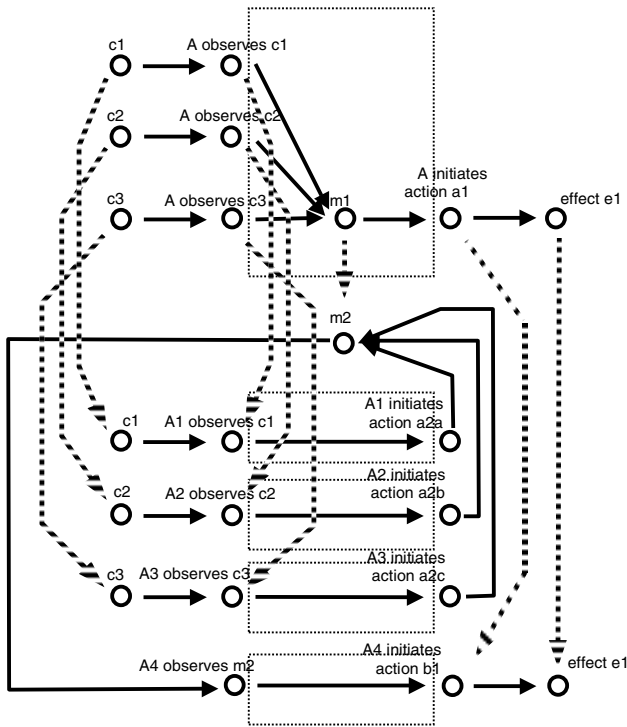 c1
A observes c1
c2
A observes c2
c3
A observes c3
m1
A initiates
action a1
effect e1
m2
c1
A1 observes c1
A1 initiates
action a2a
c2
A2 observes c2
A2 initiates
action a2b
c3
A3 observes c3
A3 initiates
action a2c
A4 observes m2
A4 initiates
action b1
effect e1